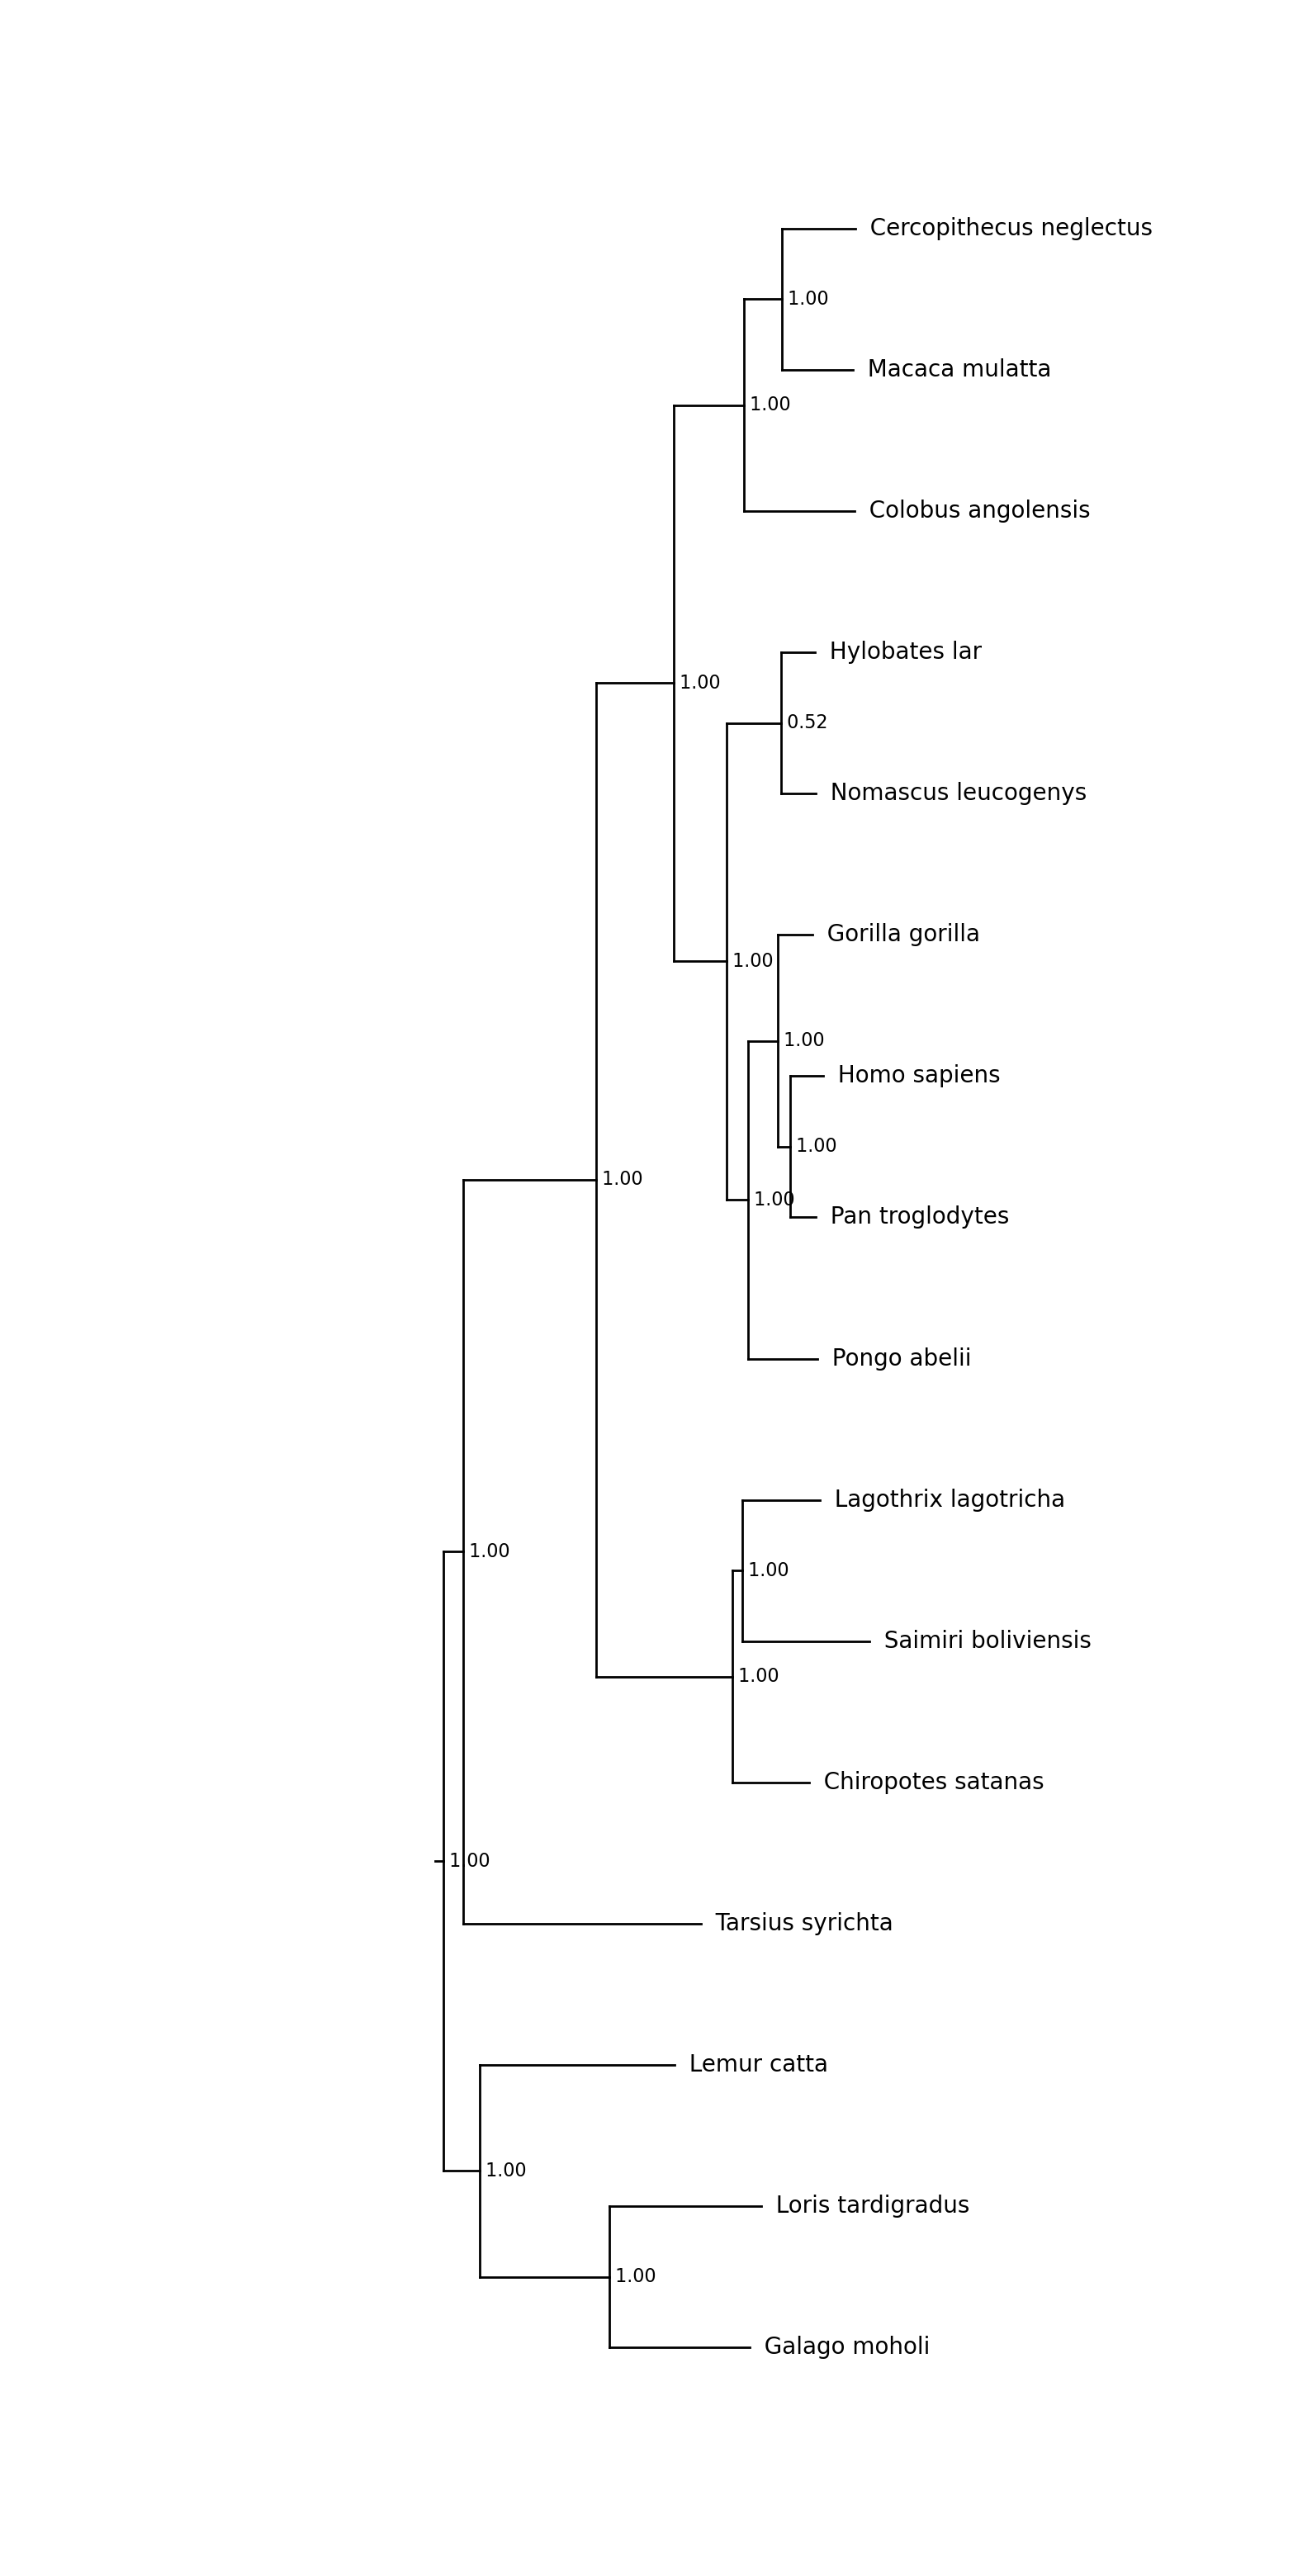 Cercopithecus neglectus
1.00
Macaca mulatta
1.00
Colobus angolensis
Hylobates lar
1.00
0.52
Nomascus leucogenys
Gorilla gorilla
1.00
1.00
Homo sapiens
1.00
1.00
1.00
Pan troglodytes
Pongo abelii
Lagothrix lagotricha
1.00
1.00
Saimiri boliviensis
1.00
Chiropotes satanas
1.00
Tarsius syrichta
Lemur catta
1.00
Loris tardigradus
1.00
Galago moholi